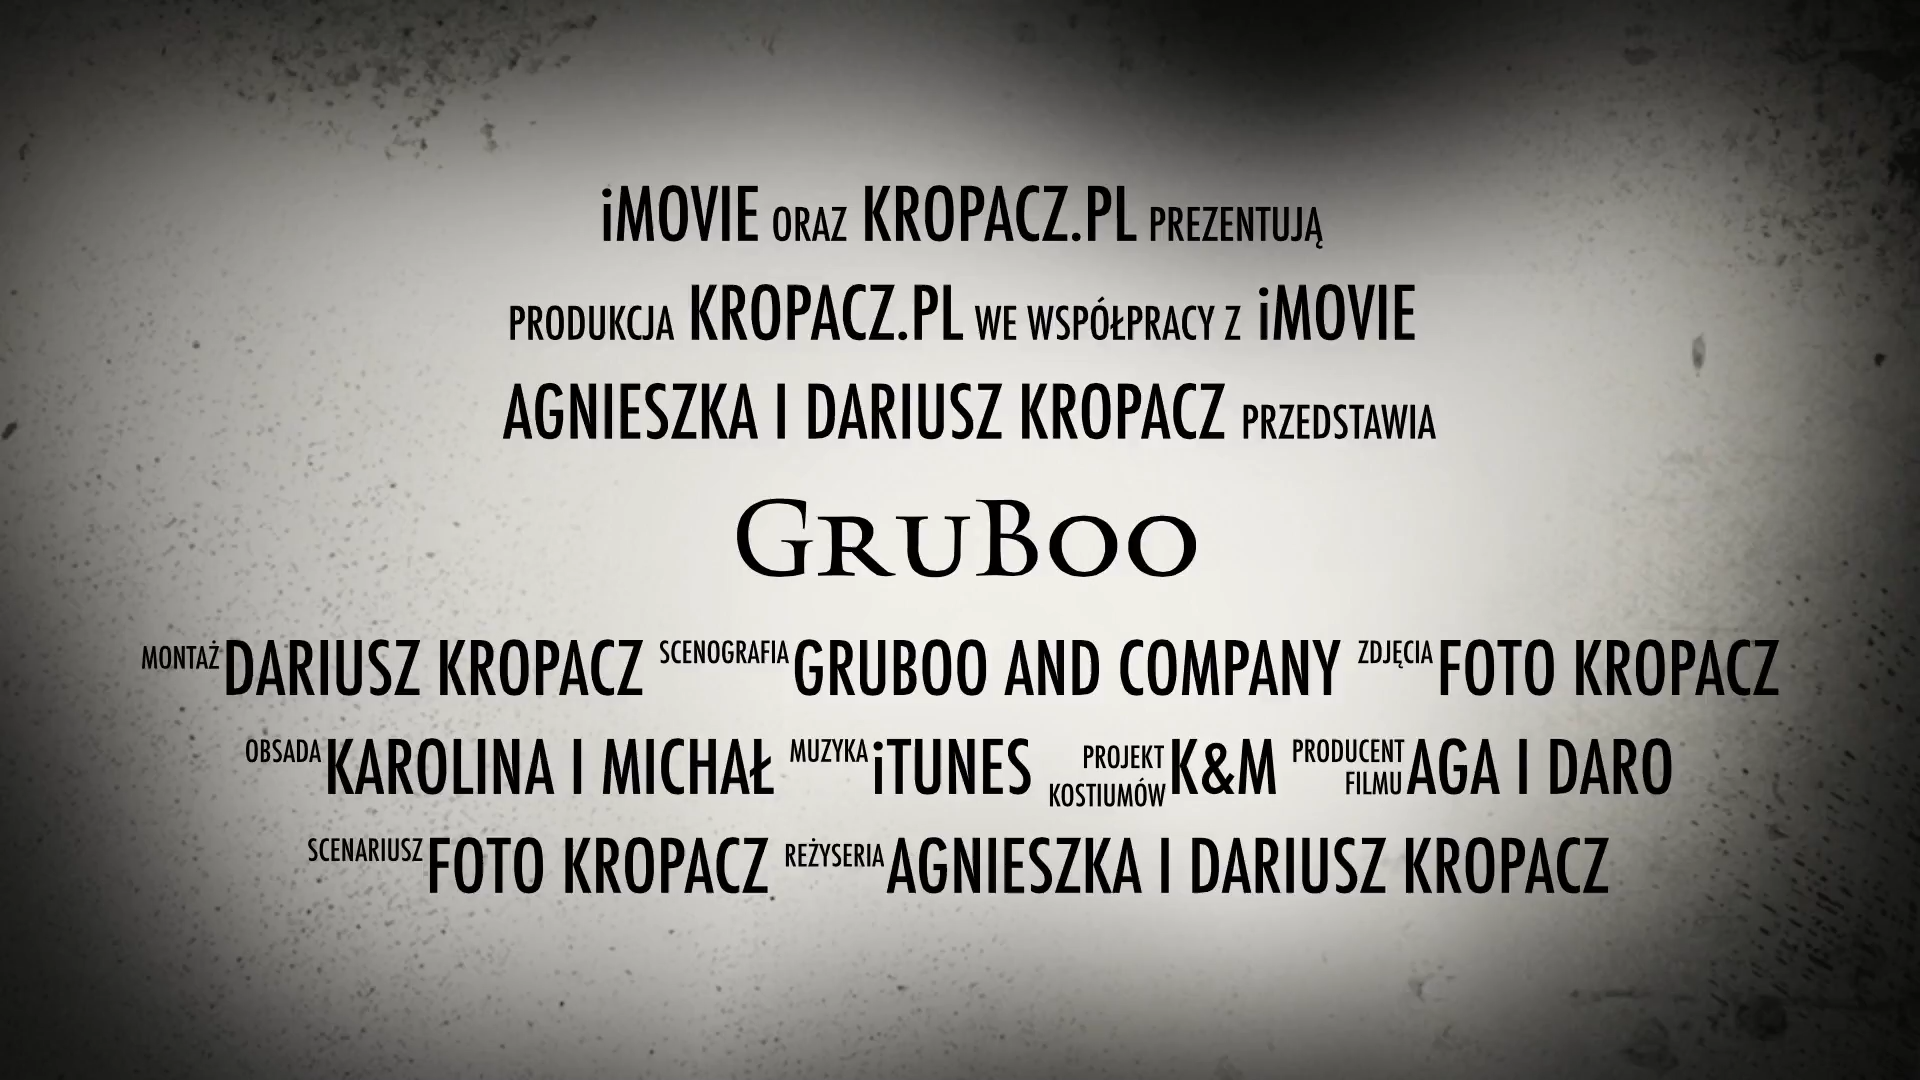 iMOVIE ORAZ KROPACZ.PL PREZENTUJĄ
PRODUKCJA KROPACZ.PL WE WSPÓŁPRACY Z iMOVIE
AGNIESZKA I DARIUSZ KROPACZ PRZEDSTAWIA
GRUBOO
MONTAŻ DARIUSZ KROPACZ SCENOGRAFIA GRUBOO AND COMPANY ZDJĘCIA FOTO KROPACZ
OBSADA KAROLINA I MICHAŁ MUZYKA iTUNES PROJEKT KOSTIUMÓW K&M PRODUCENT FILMU AGA I DARO
SCENARIUSZ FOTO KROPACZ REŻYSERIA AGNIESZKA I DARIUSZ KROPACZ